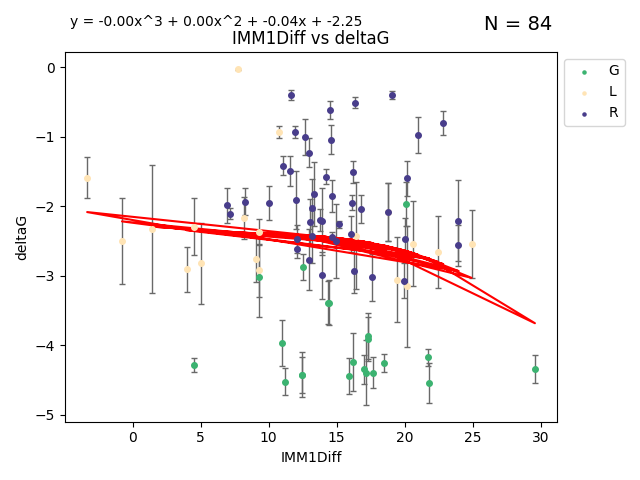 y = -0.00x^3 + 0.00x^2 + -0.04x + -2.25
N = 84
IMM1Diff vs deltaG
G
L
R
deltaG
0
−1
−2
−3
−4
−5
0 5 10 15 20 25 30
IMM1Diff